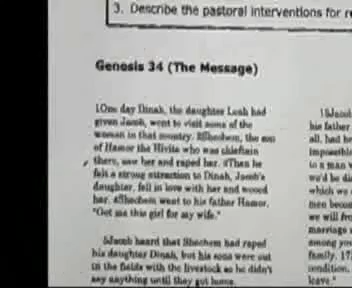 3. Describe the pastoral interventions for
Genesis 34 (The Message)
1One day Dinah, the daughter Leah had
given Jacob, went to visit some of the
women in that country. 2Shechem, the son
of Hamor the Hivite who was chieftain
there, saw her and raped her. 3Then he
felt a strong attraction to Dinah, Jacob's
daughter, fell in love with her and wooed
her. 4Shechem went to his father Hamor,
"Get me this girl for my wife."
5Jacob heard that Shechem had raped
his daughter Dinah, but his sons were out
in the fields with the livestock so he didn't
say anything until they got home.
his father
all, had
to a man
we'd be
which we
men
we will
marriage
among you
family. 17
condition,
leave."